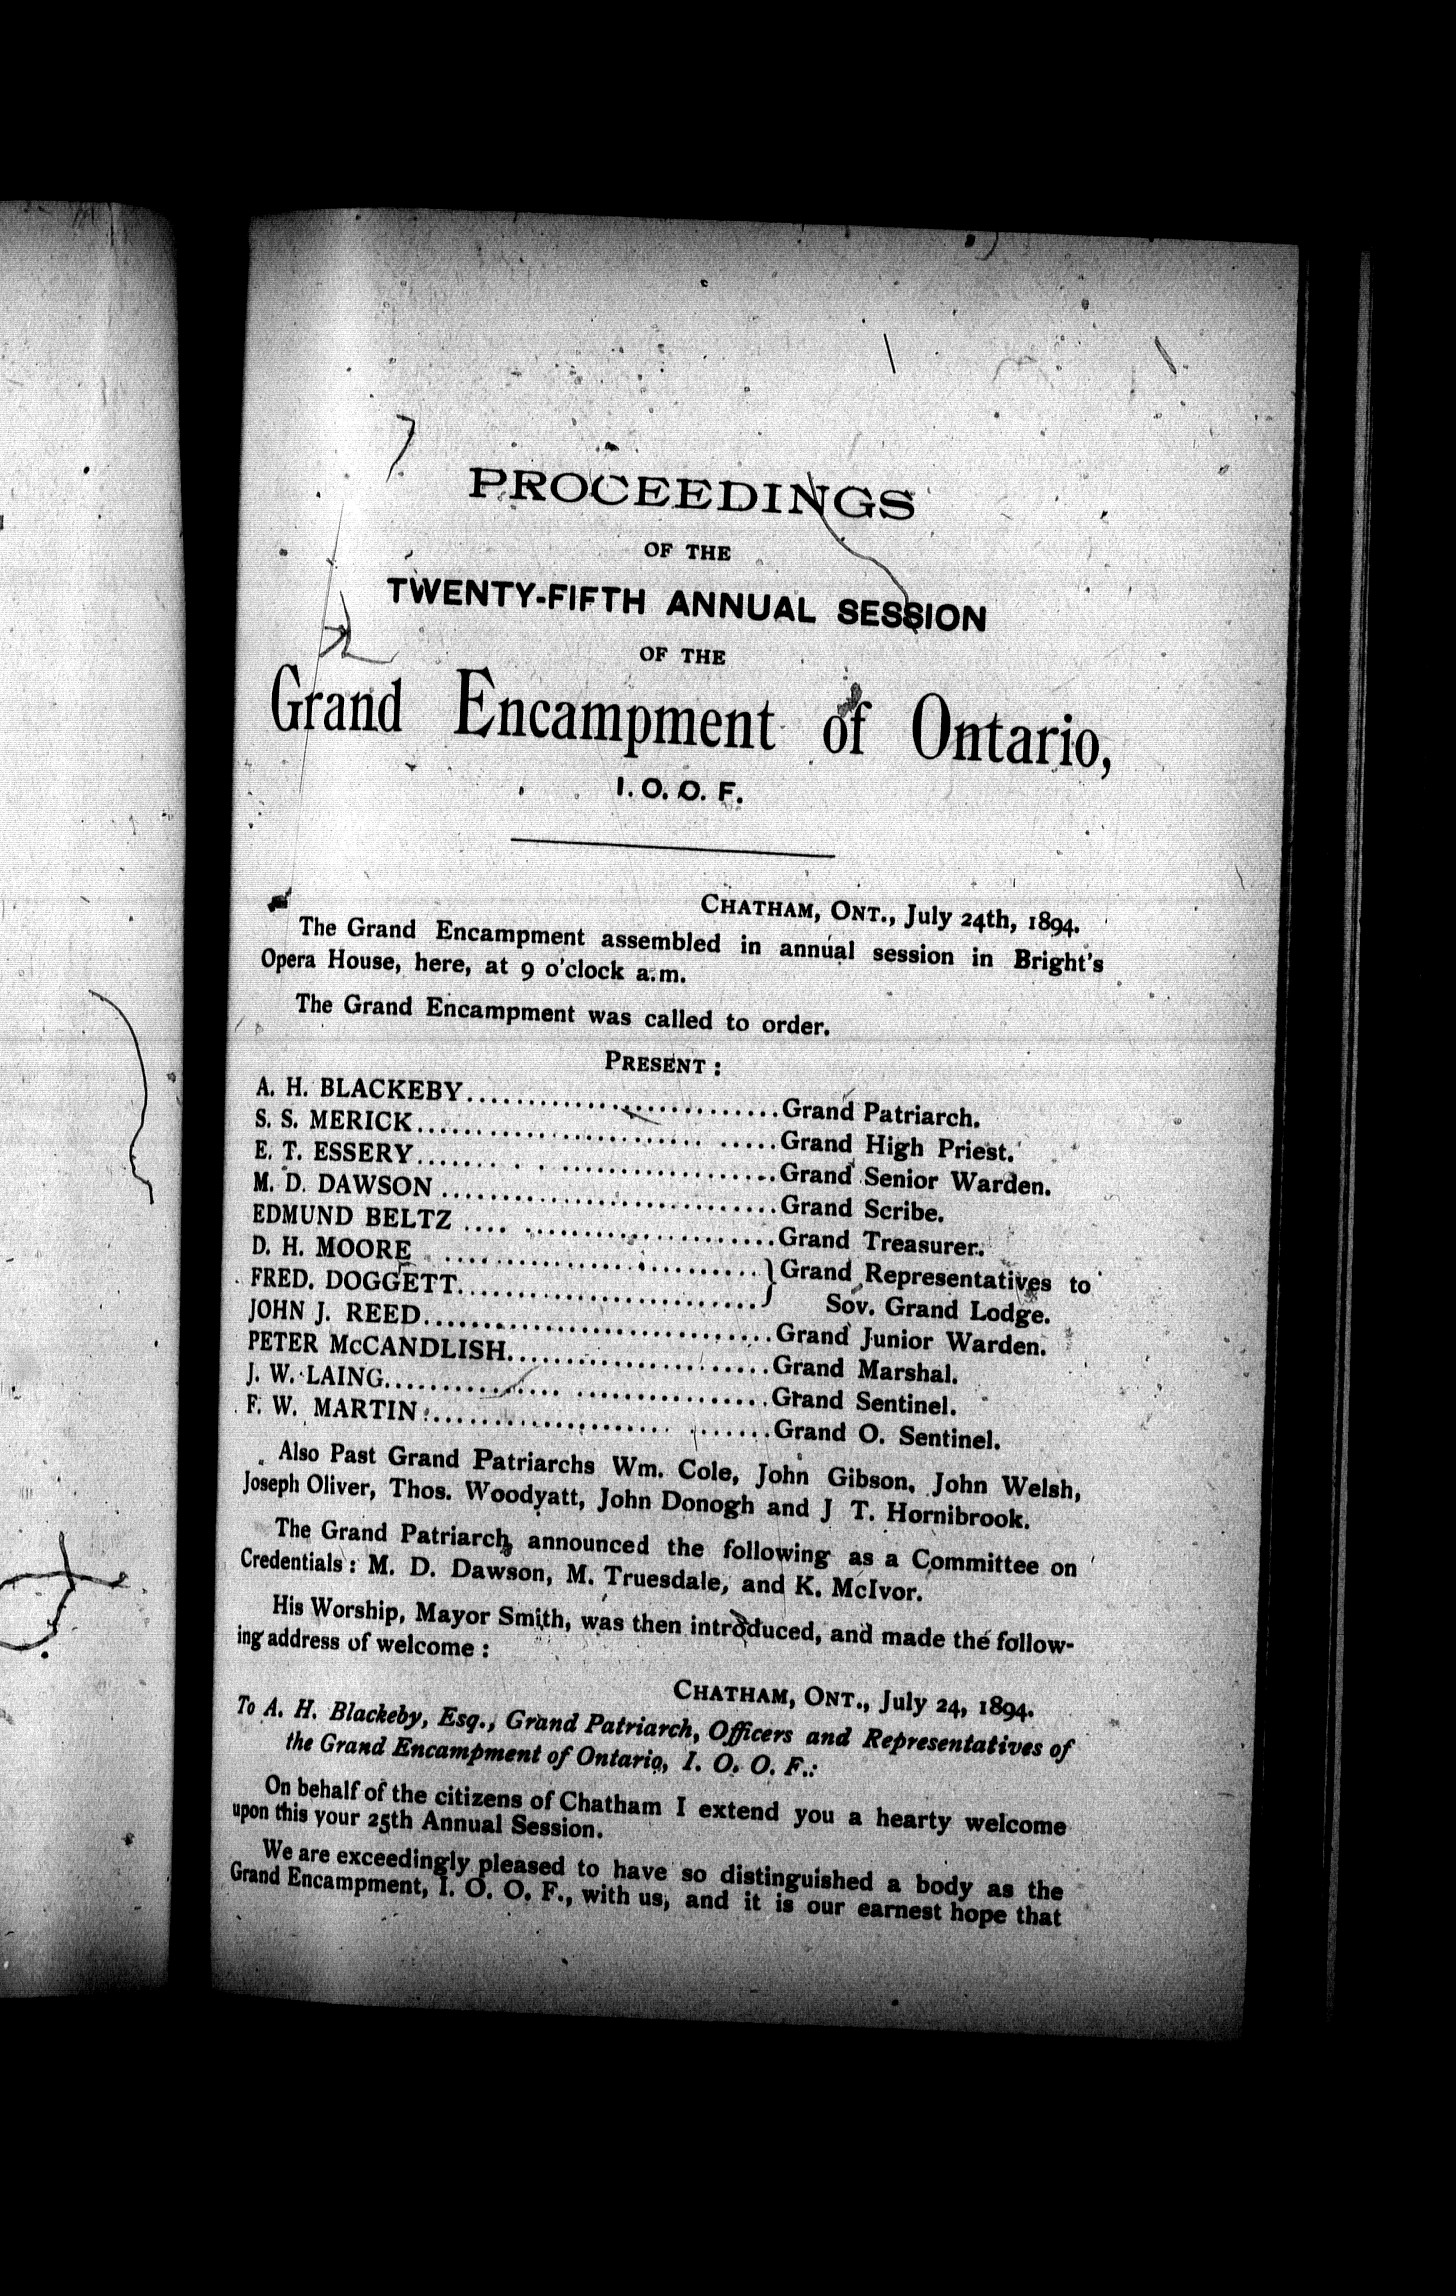 PROCEEDINGS
OF THE
TWENTY-FIFTH ANNUAL SESSION
OF THE
Grand Encampment of Ontario,
I. O. O. F.
CHATHAM, ONT., July 24th, 1894.
The Grand Encampment assembled in annual session in Bright's
Opera House, here, at 9 o'clock a.m.
The Grand Encampment was called to order.
PRESENT :
A. H. BLACKEBY..............................Grand Patriarch.
S. S. MERICK..................................Grand High Priest.
E. T. ESSERY..................................Grand Senior Warden.
M. D. DAWSON ................................Grand Scribe.
EDMUND BELTZ .... .........................Grand Treasurer.
D. H. MOORE ................................}Grand Representatives to
FRED. DOGGETT..............................} Sov. Grand Lodge.
JOHN J. REED..................................Grand Junior Warden.
PETER McCANDLISH..........................Grand Marshal.
J. W. LAING....................................Grand Sentinel.
F. W. MARTIN..................................Grand O. Sentinel.
Also Past Grand Patriarchs Wm. Cole, John Gibson, John Welsh,
Joseph Oliver, Thos. Woodyatt, John Donogh and J T. Hornibrook.
The Grand Patriarch announced the following as a Committee on
Credentials : M. D. Dawson, M. Truesdale, and K. McIvor.
His Worship, Mayor Smith, was then introduced, and made the follow-
ing address of welcome :
CHATHAM, ONT., July 24, 1894.
To A. H. Blackeby, Esq., Grand Patriarch, Officers and Representatives of
the Grand Encampment of Ontario, I. O. O. F.:
On behalf of the citizens of Chatham I extend you a hearty welcome
upon this your 25th Annual Session.
We are exceedingly pleased to have so distinguished a body as the
Grand Encampment, I. O. O. F., with us, and it is our earnest hope that